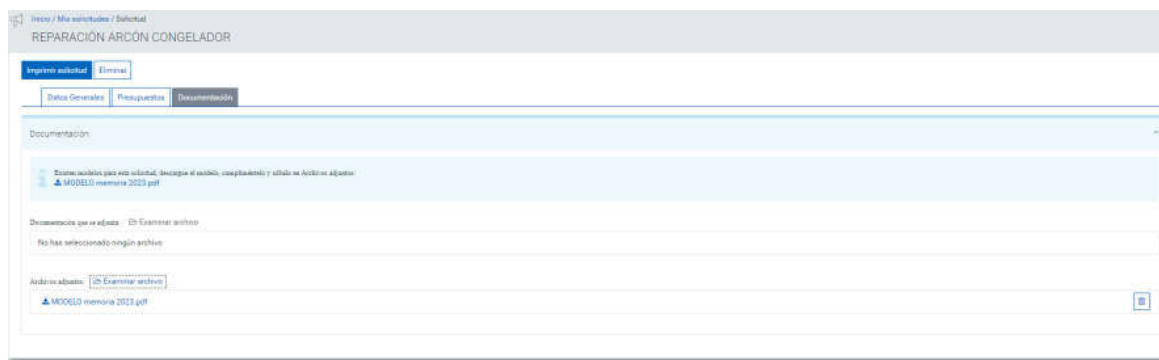 Inicio / Mis solicitudes / Solicitud
REPARACIÓN ARCÓN CONGELADOR
Imprimir solicitud Eliminar
Datos Generales Presupuestos Documentación
Documentación
Existen modelos para esta solicitud, descargue el modelo, cumpliméntelo y súbalo en Archivos adjuntos:
MODELO memoria 2023.pdf
Documentación que se adjunta Examinar archivo
No has seleccionado ningún archivo
Archivos adjuntos Examinar archivo
MODELO memoria 2023.pdf